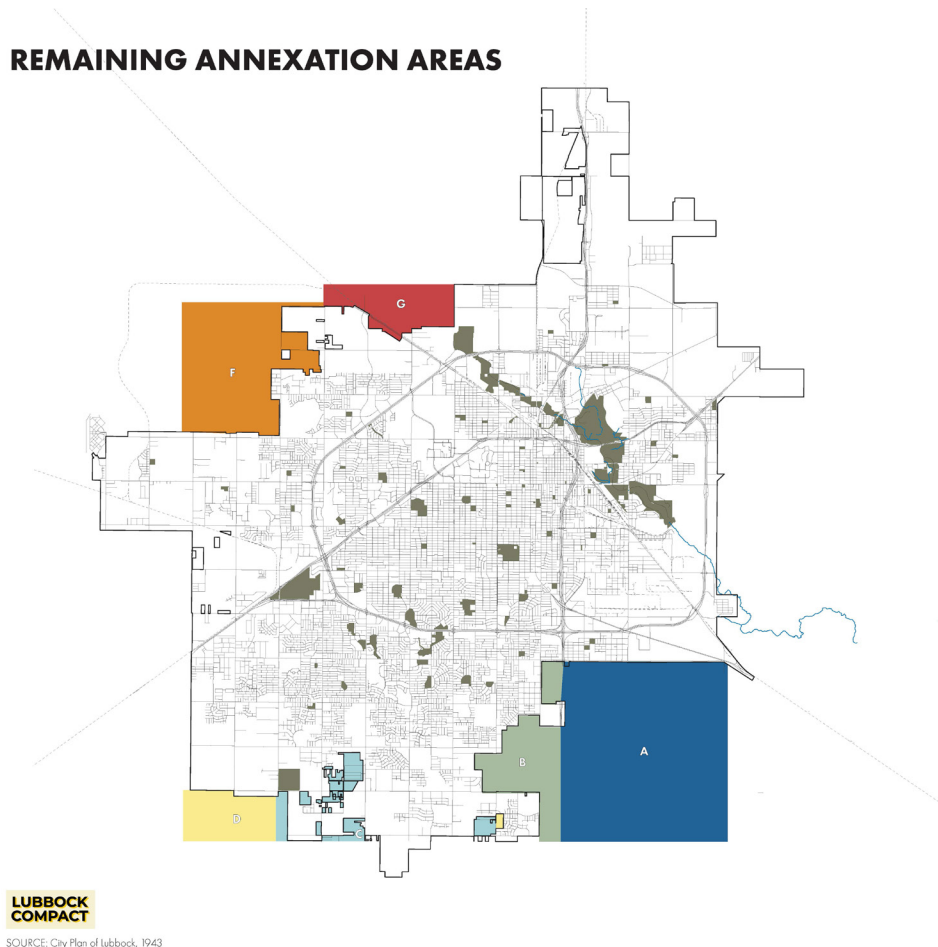 REMAINING ANNEXATION AREAS
G
F
A
B
D
C
LUBBOCK
COMPACT
SOURCE: City Plan of Lubbock, 1943